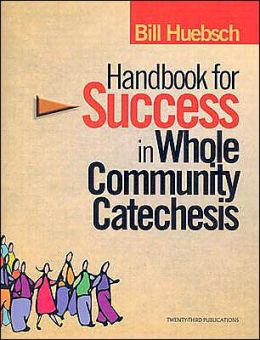 Bill Huebsch
Handbook for
Success
in Whole
Community
Catechesis
TWENTY-THIRD PUBLICATIONS